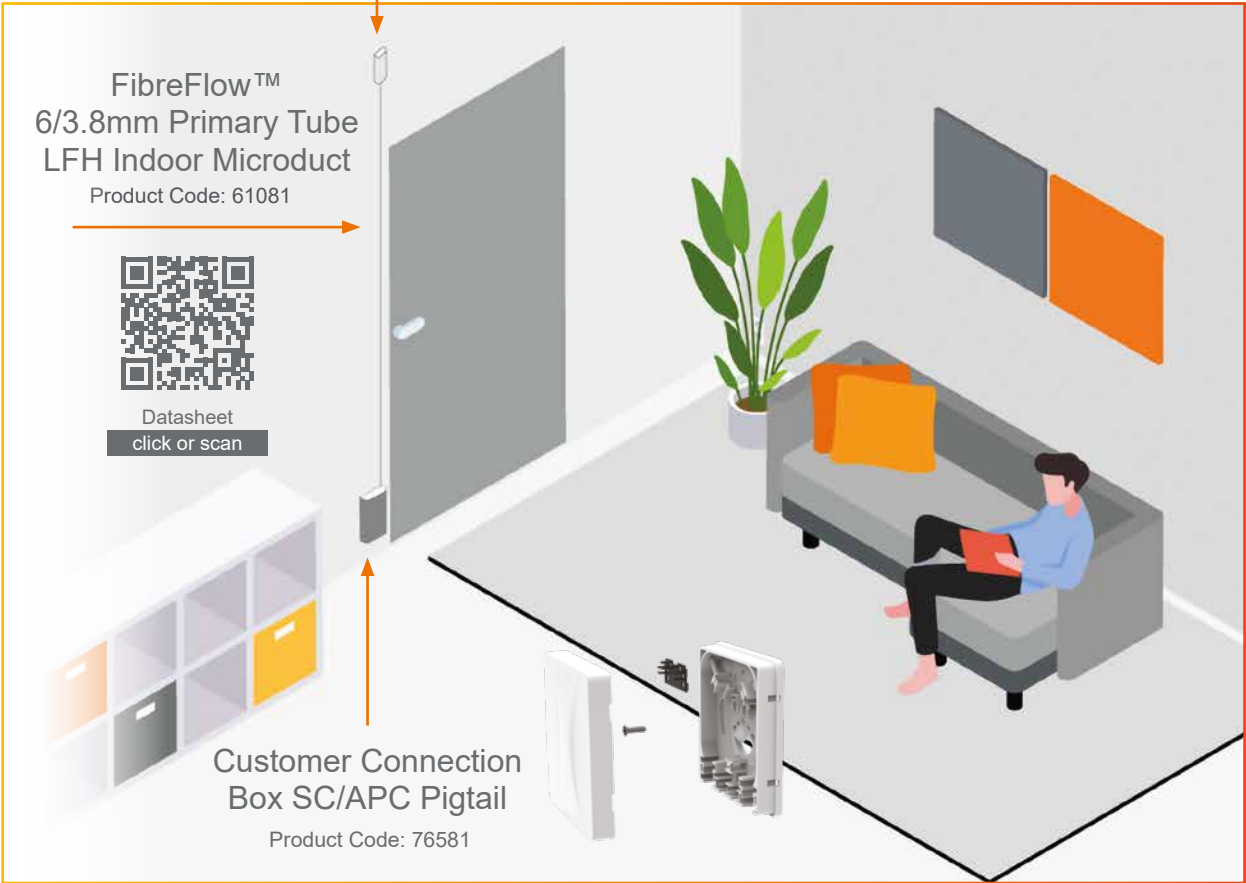 FibreFlow™
6/3.8mm Primary Tube
LFH Indoor Microduct
Product Code: 61081
Datasheet
click or scan
Customer Connection
Box SC/APC Pigtail
Product Code: 76581